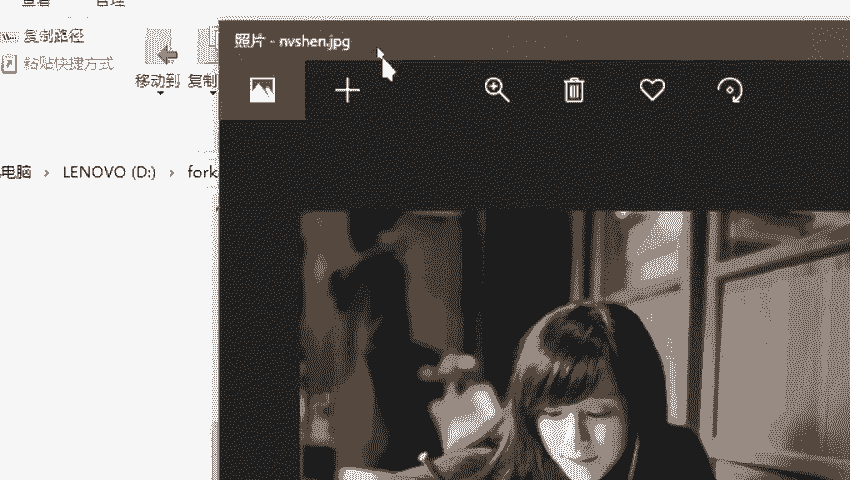 查看 管理
复制路径
粘贴快捷方式
移动到 复制
照片 - nvshen.jpg
电脑 › LENOVO (D:) › fork